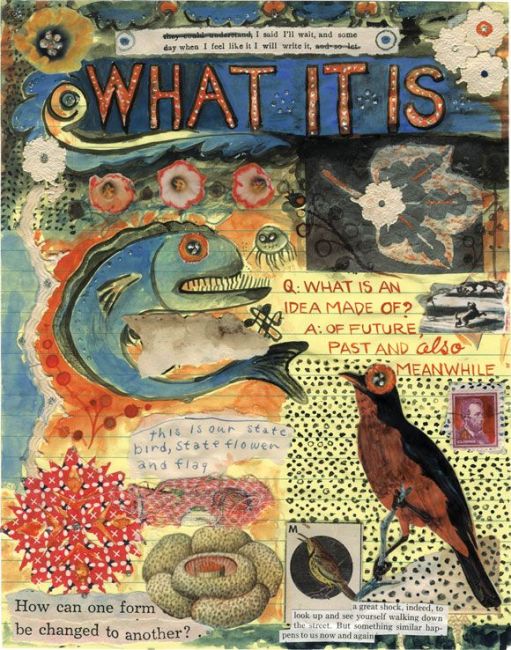 they could understand, I said I'll wait, and some
day when I feel like it I will write it, and so let
WHAT IT IS
Q: WHAT IS AN
IDEA MADE OF?
A: OF FUTURE
PAST AND also
MEANWHILE
this is our state
bird, State flower
and flag
M
How can one form
be changed to another?
a great shock, indeed, to
look up and see yourself walking down
the street. But something similar hap-
pens to us now and again